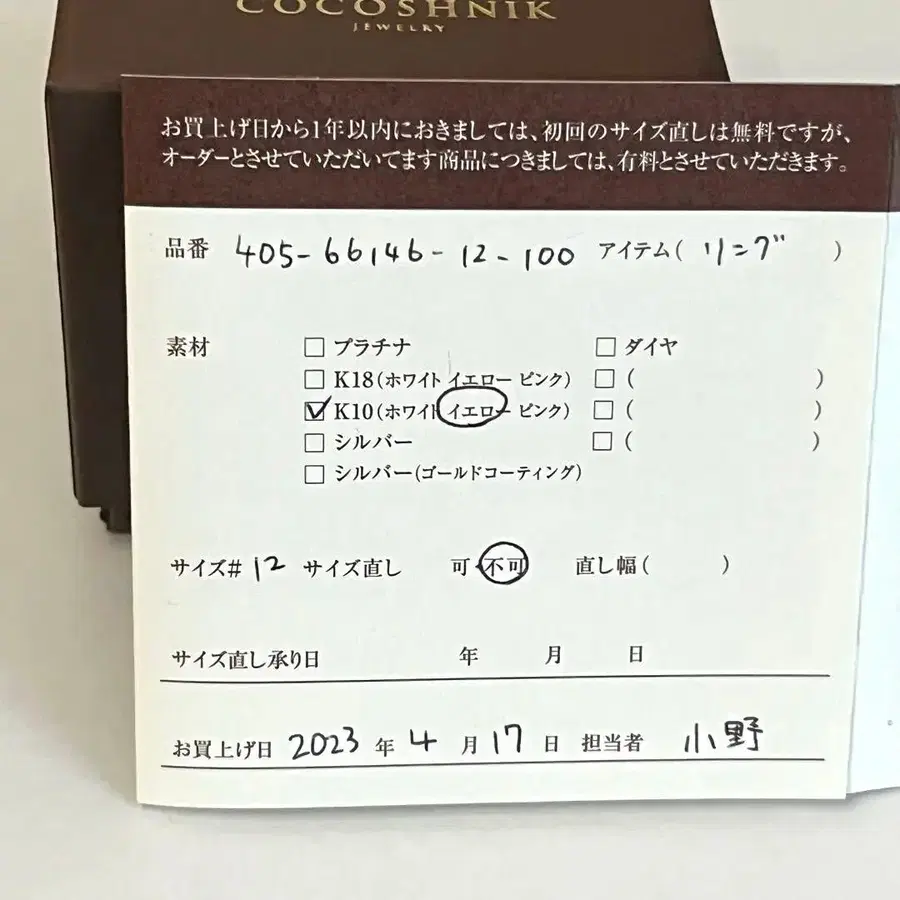 COCOSHNIK
JEWELRY
お買上げ日から1年以内におきましては、初回のサイズ直しは無料ですが、
オーダーとさせていただいてます商品につきましては、有料とさせていただきます。
品番 405-66146-12-100 アイテム( リング )
素材 □ プラチナ □ ダイヤ
□ K18(ホワイト イエロー ピンク) □ ( )
☑ K10(ホワイト イエロー ピンク) □ ( )
□ シルバー □ ( )
□ シルバー(ゴールドコーティング)
サイズ# 12 サイズ直し 可・不可 直し幅( )
サイズ直し承り日 年 月 日
お買上げ日 2023 年 4 月 17 日 担当者 小野